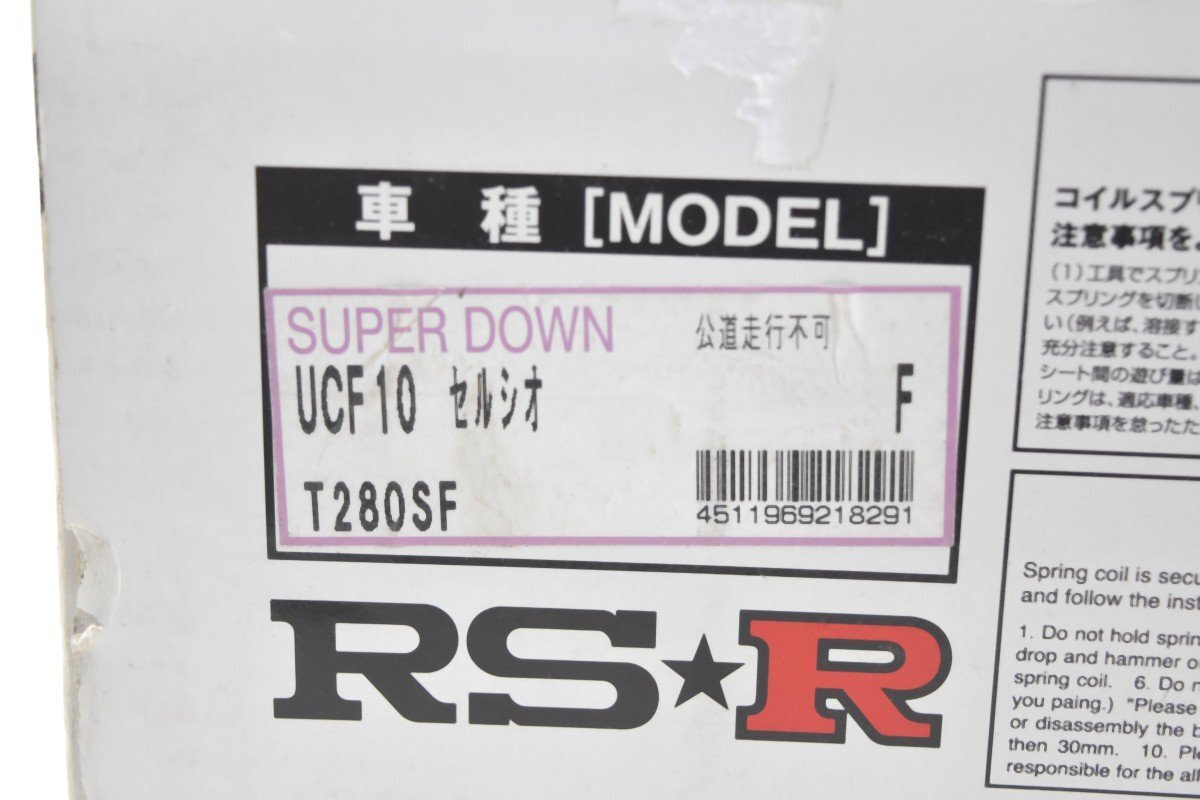 車種 [MODEL]
SUPER DOWN 公道走行不可
UCF10 セルシオ F
T280SF
4511969218291
RS★R
コイルスプ
注意事項を
(1)工具でスプリ
スプリングを切断
い(例えば、溶接す
充分注意すること。
シート間の遊び量は
リングは、適応車種、
注意事項を怠ったた
Spring coil is secu
and follow the inst
1. Do not hold sprin
drop and hammer o
spring coil. 6. Do n
you paing.) "Please
or disassembly the b
then 30mm. 10. Ple
responsible for the all